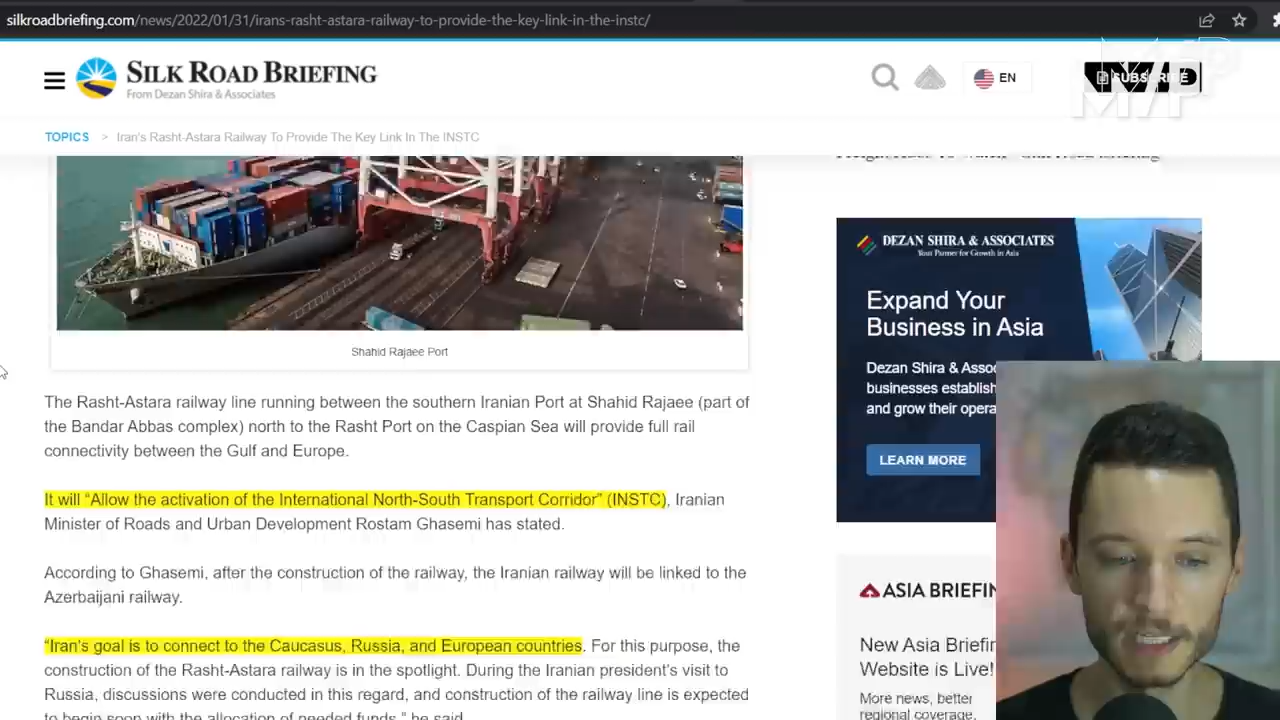 silkroadbriefing.com/news/2022/01/31/irans-rasht-astara-railway-to-provide-the-key-link-in-the-instc/
SILK ROAD BRIEFING
From Dezan Shira & Associates
EN
SUBSCRIBE
MVP
TOPICS > Iran's Rasht-Astara Railway To Provide The Key Link In The INSTC
Shahid Rajaee Port
The Rasht-Astara railway line running between the southern Iranian Port at Shahid Rajaee (part of
the Bandar Abbas complex) north to the Rasht Port on the Caspian Sea will provide full rail
connectivity between the Gulf and Europe.
It will “Allow the activation of the International North-South Transport Corridor” (INSTC), Iranian
Minister of Roads and Urban Development Rostam Ghasemi has stated.
According to Ghasemi, after the construction of the railway, the Iranian railway will be linked to the
Azerbaijani railway.
“Iran's goal is to connect to the Caucasus, Russia, and European countries. For this purpose, the
construction of the Rasht-Astara railway is in the spotlight. During the Iranian president's visit to
Russia, discussions were conducted in this regard, and construction of the railway line is expected
to begin soon with the allocation of needed funds,” he said.
DEZAN SHIRA & ASSOCIATES
Your Partner for Growth in Asia
Expand Your
Business in Asia
Dezan Shira & Asso
businesses establish
and grow their opera
LEARN MORE
ASIA BRIEFIN
New Asia Briefin
Website is Live!
More news, better
regional coverage,